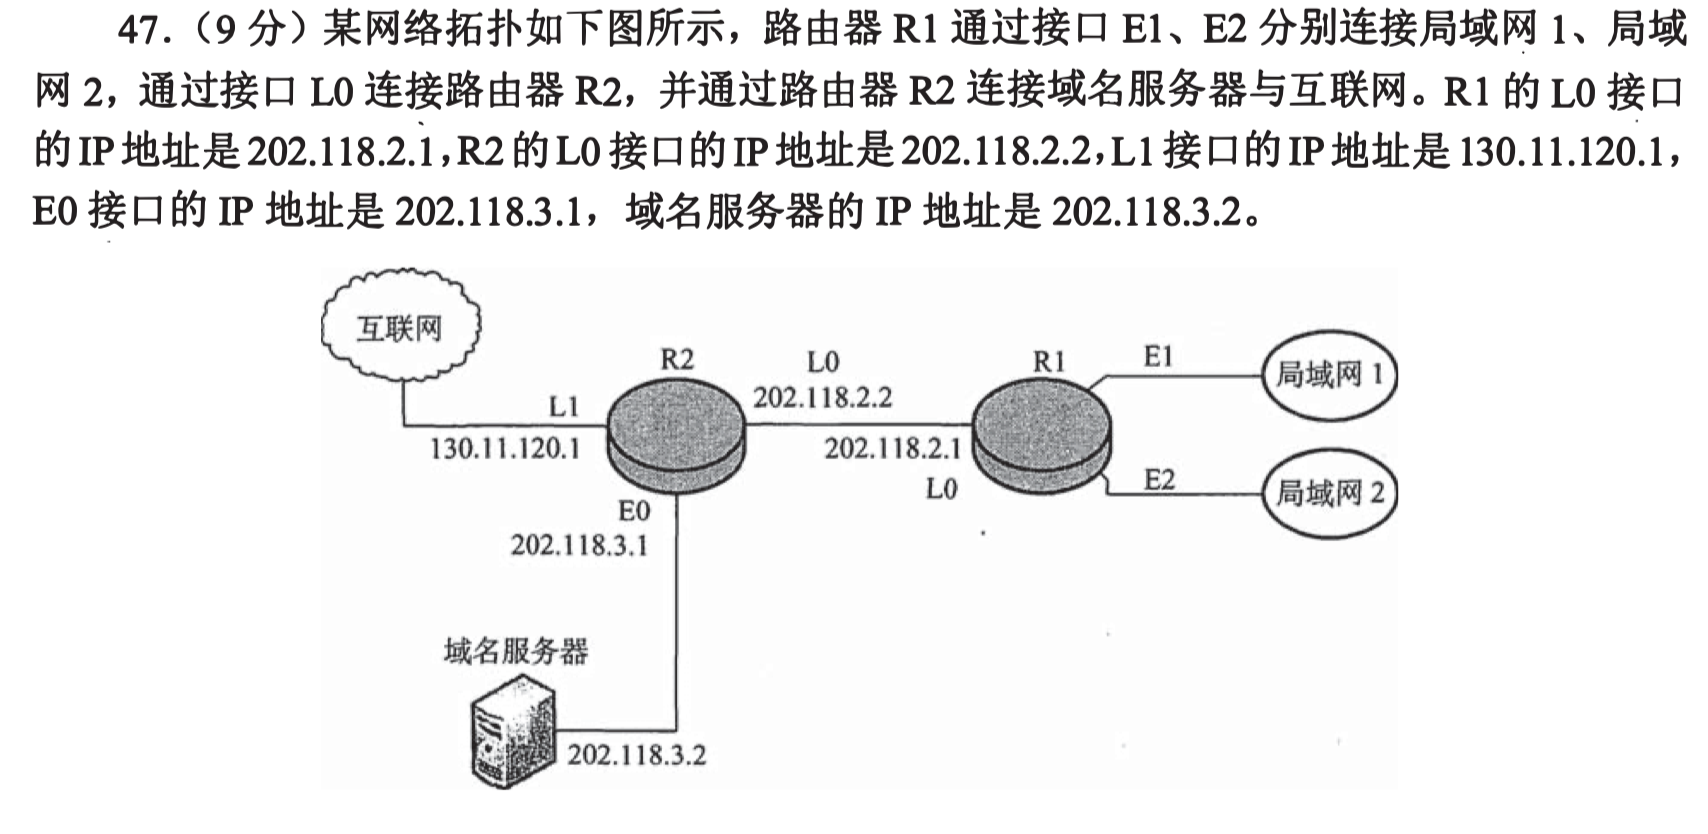 47.（9 分）某网络拓扑如下图所示，路由器 R1 通过接口 E1、E2 分别连接局域网 1、局域
网 2，通过接口 L0 连接路由器 R2，并通过路由器 R2 连接域名服务器与互联网。R1 的 L0 接口
的 IP 地址是 202.118.2.1，R2 的 L0 接口的 IP 地址是 202.118.2.2，L1 接口的 IP 地址是 130.11.120.1，
E0 接口的 IP 地址是 202.118.3.1，域名服务器的 IP 地址是 202.118.3.2。
互联网
R2
L0
R1
E1
局域网 1
L1
202.118.2.2
130.11.120.1
202.118.2.1
L0
E2
局域网 2
E0
202.118.3.1
域名服务器
202.118.3.2